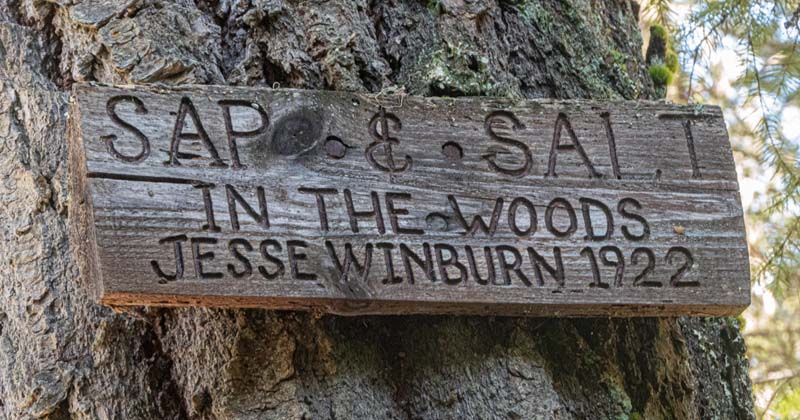 SAP & SALT
IN THE WOODS
JESSE WINBURN 1922